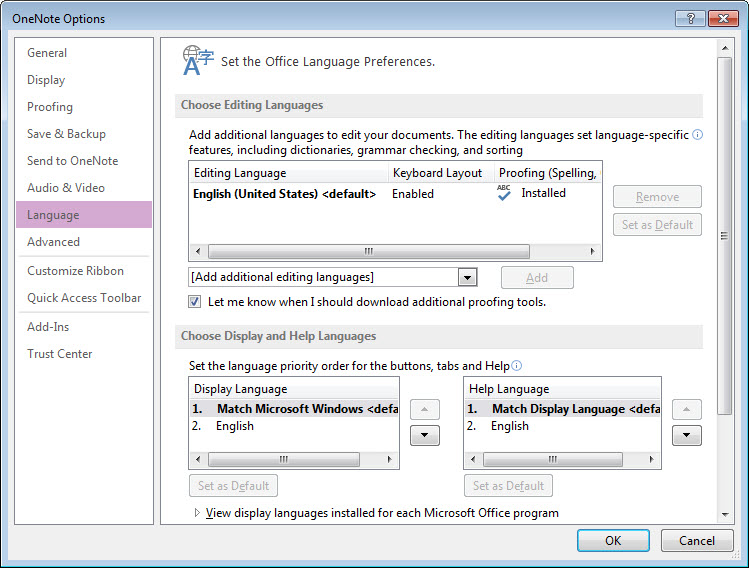 OneNote Options
General
Display
Proofing
Save & Backup
Send to OneNote
Audio & Video
Language
Advanced
Customize Ribbon
Quick Access Toolbar
Add-Ins
Trust Center
A字 Set the Office Language Preferences.
Choose Editing Languages
Add additional languages to edit your documents. The editing languages set language-specific
features, including dictionaries, grammar checking, and sorting
Editing Language Keyboard Layout Proofing (Spelling,
English (United States) <default> Enabled ABC Installed
Remove
Set as Default
[Add additional editing languages] Add
Let me know when I should download additional proofing tools.
Choose Display and Help Languages
Set the language priority order for the buttons, tabs and Help
Display Language
1. Match Microsoft Windows <defa
2. English
Set as Default
Help Language
1. Match Display Language <defa
2. English
Set as Default
View display languages installed for each Microsoft Office program
OK Cancel